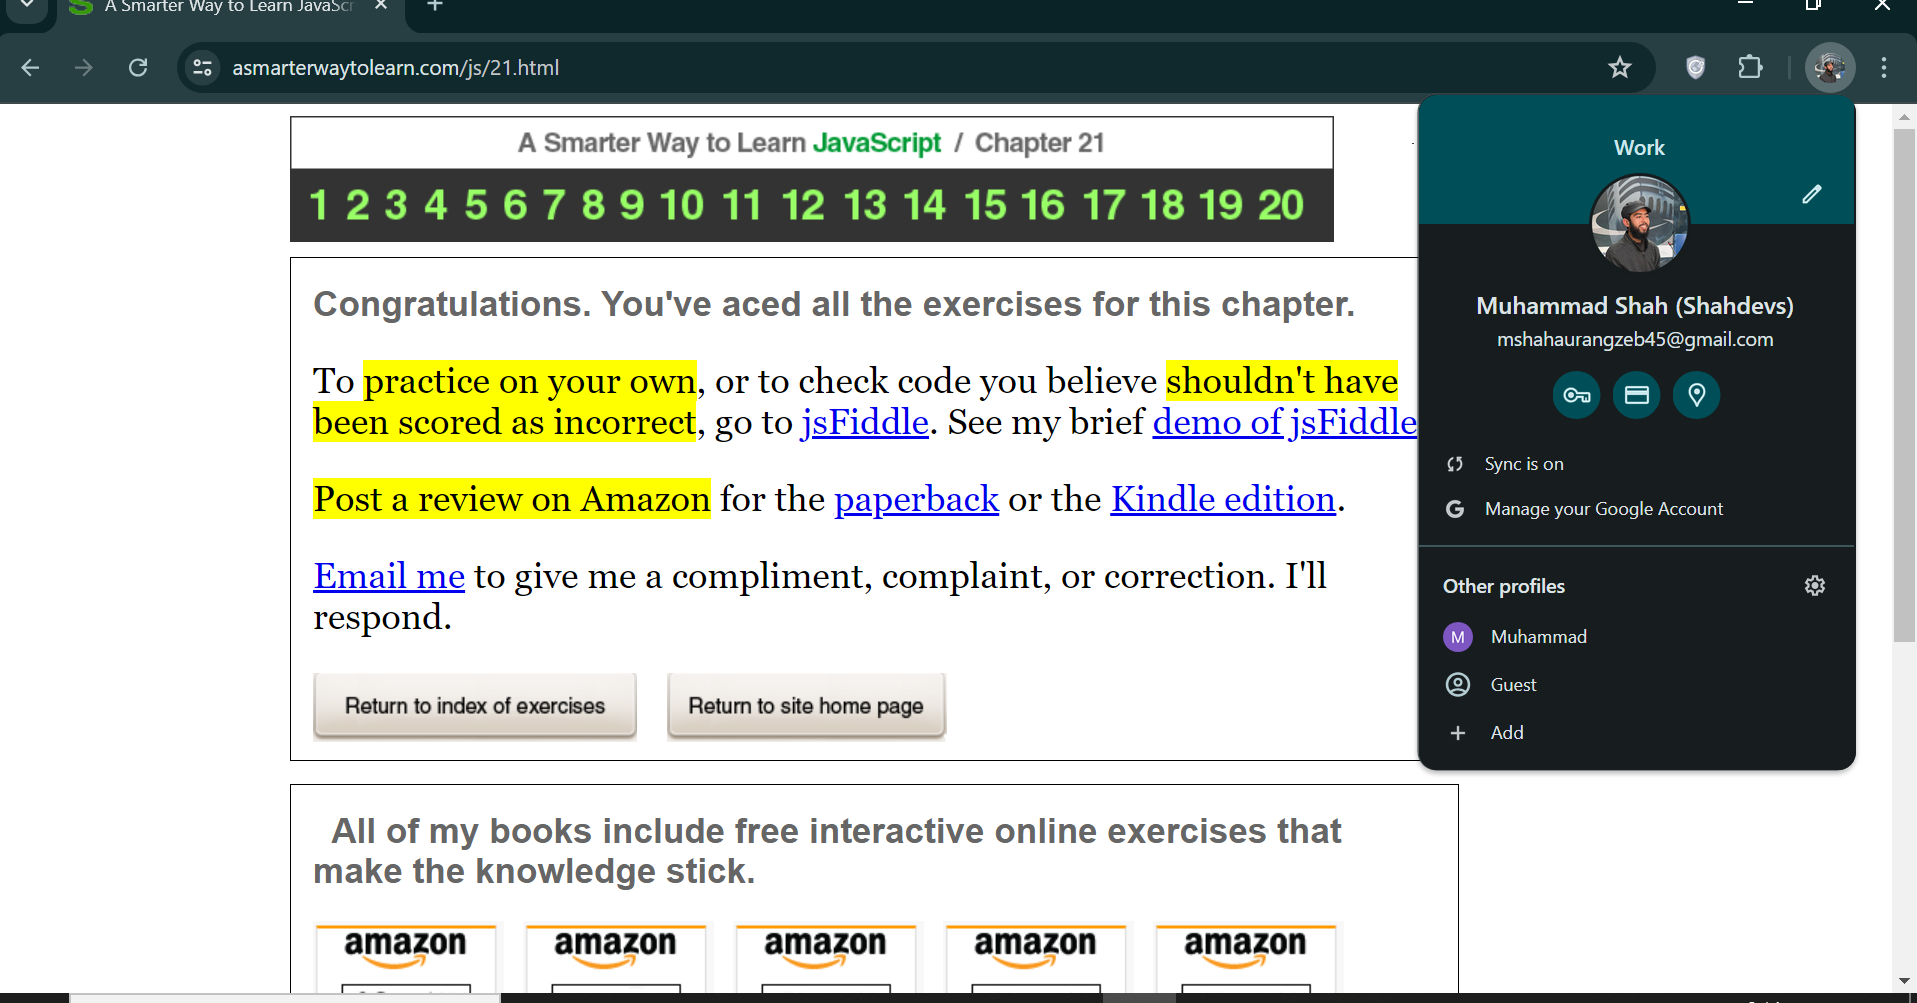 A Smarter Way to Learn JavaScr
asmarterwaytolearn.com/js/21.html
A Smarter Way to Learn JavaScript / Chapter 21
1 2 3 4 5 6 7 8 9 10 11 12 13 14 15 16 17 18 19 20
Congratulations. You've aced all the exercises for this chapter.
To practice on your own, or to check code you believe shouldn't have
been scored as incorrect, go to jsFiddle. See my brief demo of jsFiddle
Post a review on Amazon for the paperback or the Kindle edition.
Email me to give me a compliment, complaint, or correction. I'll
respond.
Return to index of exercises
Return to site home page
All of my books include free interactive online exercises that
make the knowledge stick.
amazon
amazon
amazon
amazon
amazon
Work
Muhammad Shah (Shahdevs)
mshahaurangzeb45@gmail.com
Sync is on
G Manage your Google Account
Other profiles
M Muhammad
Guest
+ Add